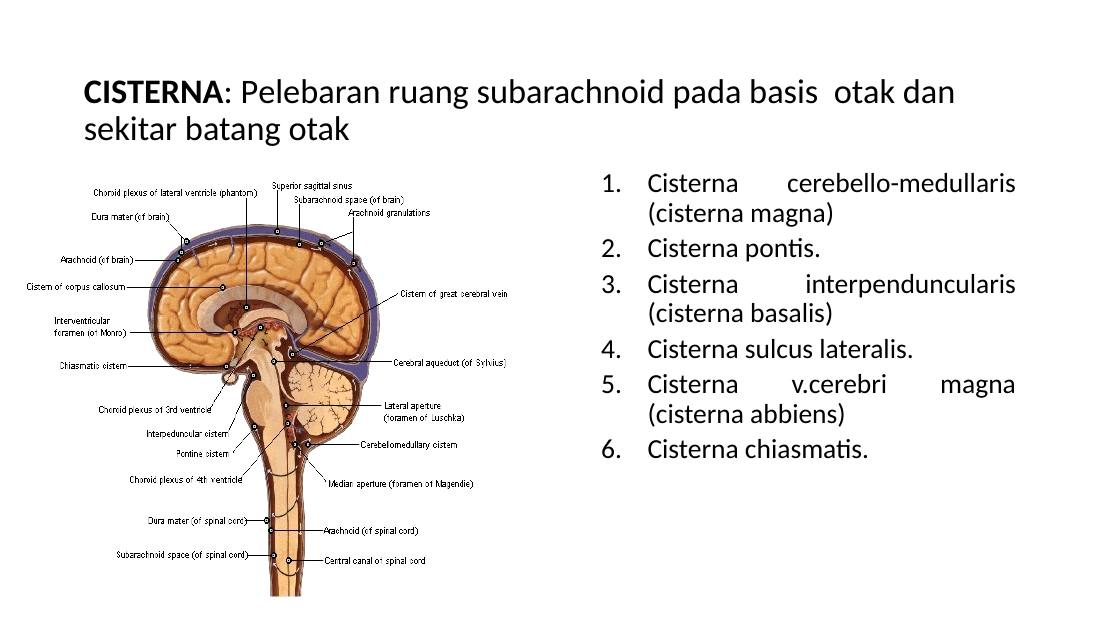 CISTERNA: Pelebaran ruang subarachnoid pada basis otak dan
sekitar batang otak
Choroid plexus of lateral ventricle (phantom)
Superior sagittal sinus
Subarachnoid space (of brain)
Arachnoid granulations
Dura mater (of brain)
Arachnoid (of brain)
Cistern of corpus callosum
Cistern of great cerebral vein
Interventricular
foramen (of Monro)
Chiasmatic cistern
Cerebral aqueduct (of Sylvius)
Choroid plexus of 3rd ventricle
Lateral aperture
(foramen of Luschka)
Interpeduncular cistern
Cerebellomedullary cistern
Pontine cistern
Choroid plexus of 4th ventricle
Median aperture (foramen of Magendie)
Dura mater (of spinal cord)
Arachnoid (of spinal cord)
Subarachnoid space (of spinal cord)
Central canal of spinal cord
1. Cisterna cerebello-medullaris
(cisterna magna)
2. Cisterna pontis.
3. Cisterna interpenduncularis
(cisterna basalis)
4. Cisterna sulcus lateralis.
5. Cisterna v.cerebri magna
(cisterna abbiens)
6. Cisterna chiasmatis.